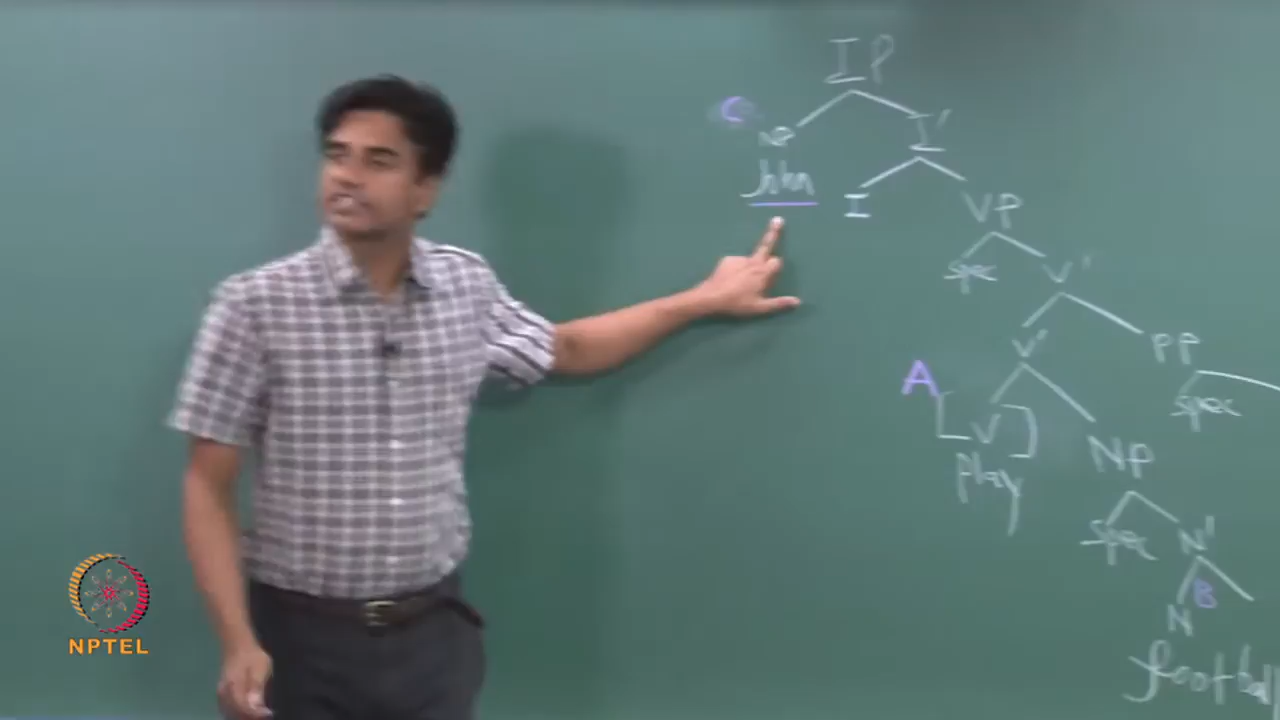 IP
C NP I'
John I VP
spec V'
V' PP
A [V] NP spec
play
spec N'
N B
football
NPTEL